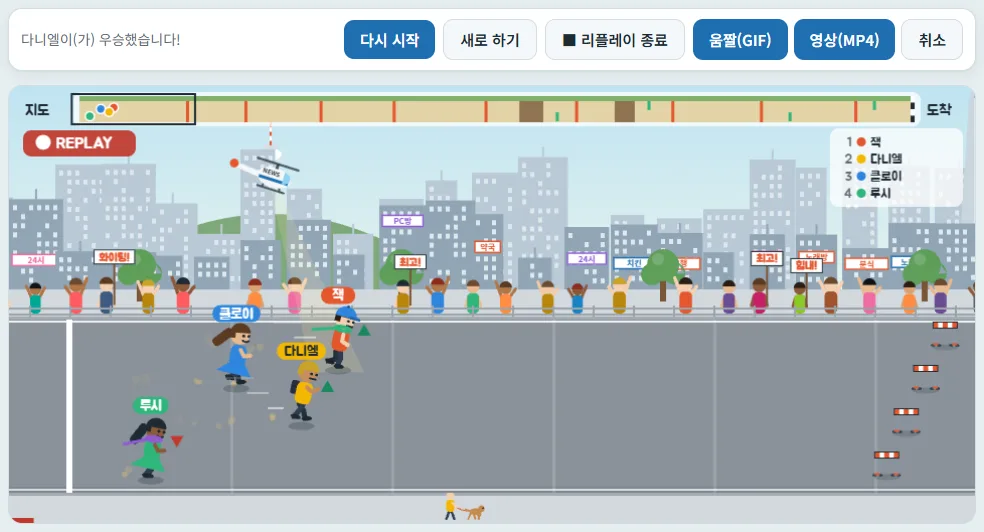 다니엘이(가) 우승했습니다!
다시 시작
새로 하기
■ 리플레이 종료
움짤(GIF)
영상(MP4)
취소
지도
도착
REPLAY
1 잭
2 다니엘
3 클로이
4 루시
NEWS
PC방
약국
24시
화이팅!
최고!
24시
치킨
최고!
노래방
힘내!
분식
잭
클로이
다니엘
루시